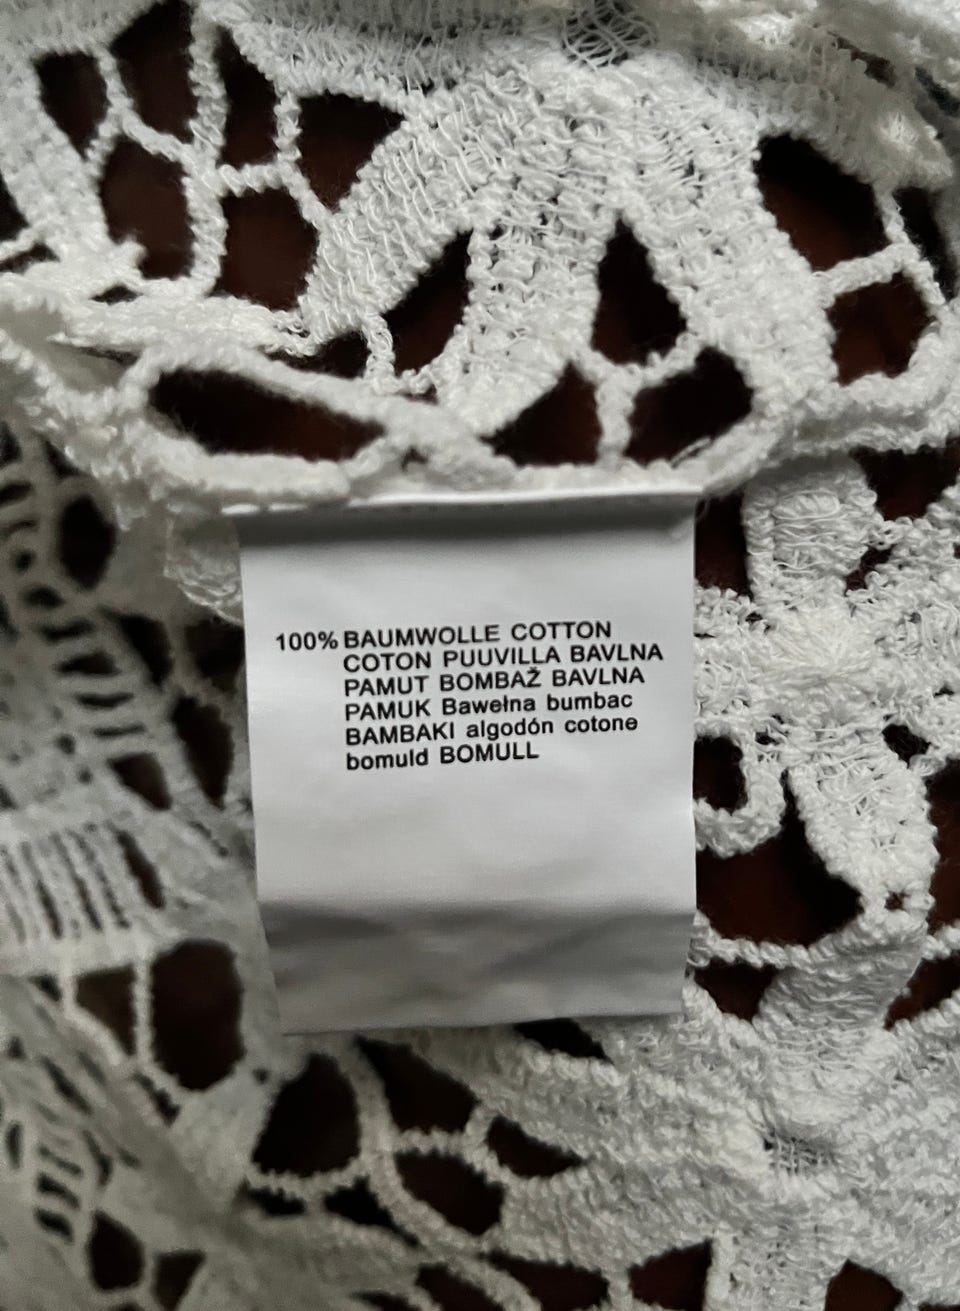 100% BAUMWOLLE COTTON
COTON PUUVILLA BAVLNA
PAMUT BOMBAŽ BAVLNA
PAMUK Bawełna bumbac
BAMBAKI algodón cotone
bomuld BOMULL